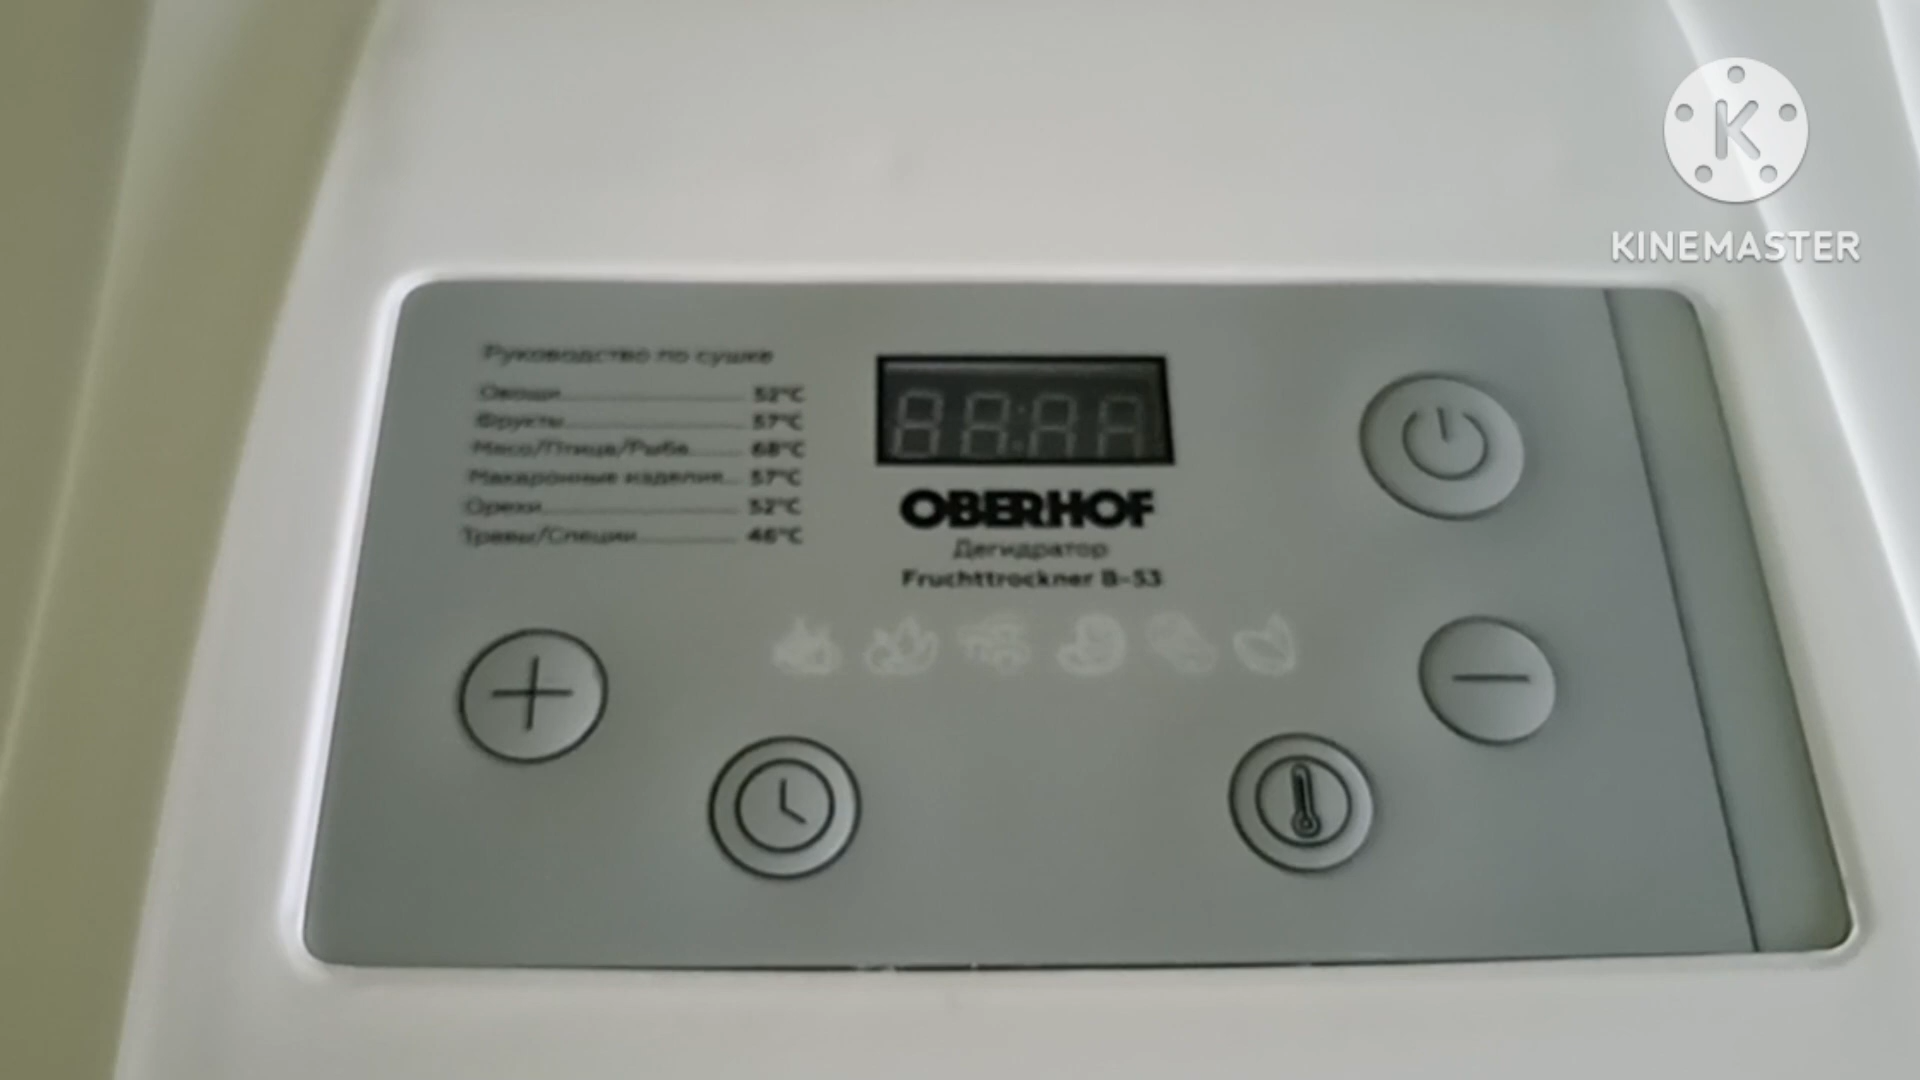 KINEMASTER
Руководство по сушке
Овощи 52°C
Фрукты 57°C
Мясо/Птица/Рыба 68°C
Макаронные изделия 57°C
Орехи 52°C
Травы/Специи 46°C
OBERHOF
Дегидратор
Fruchttrockner B-53